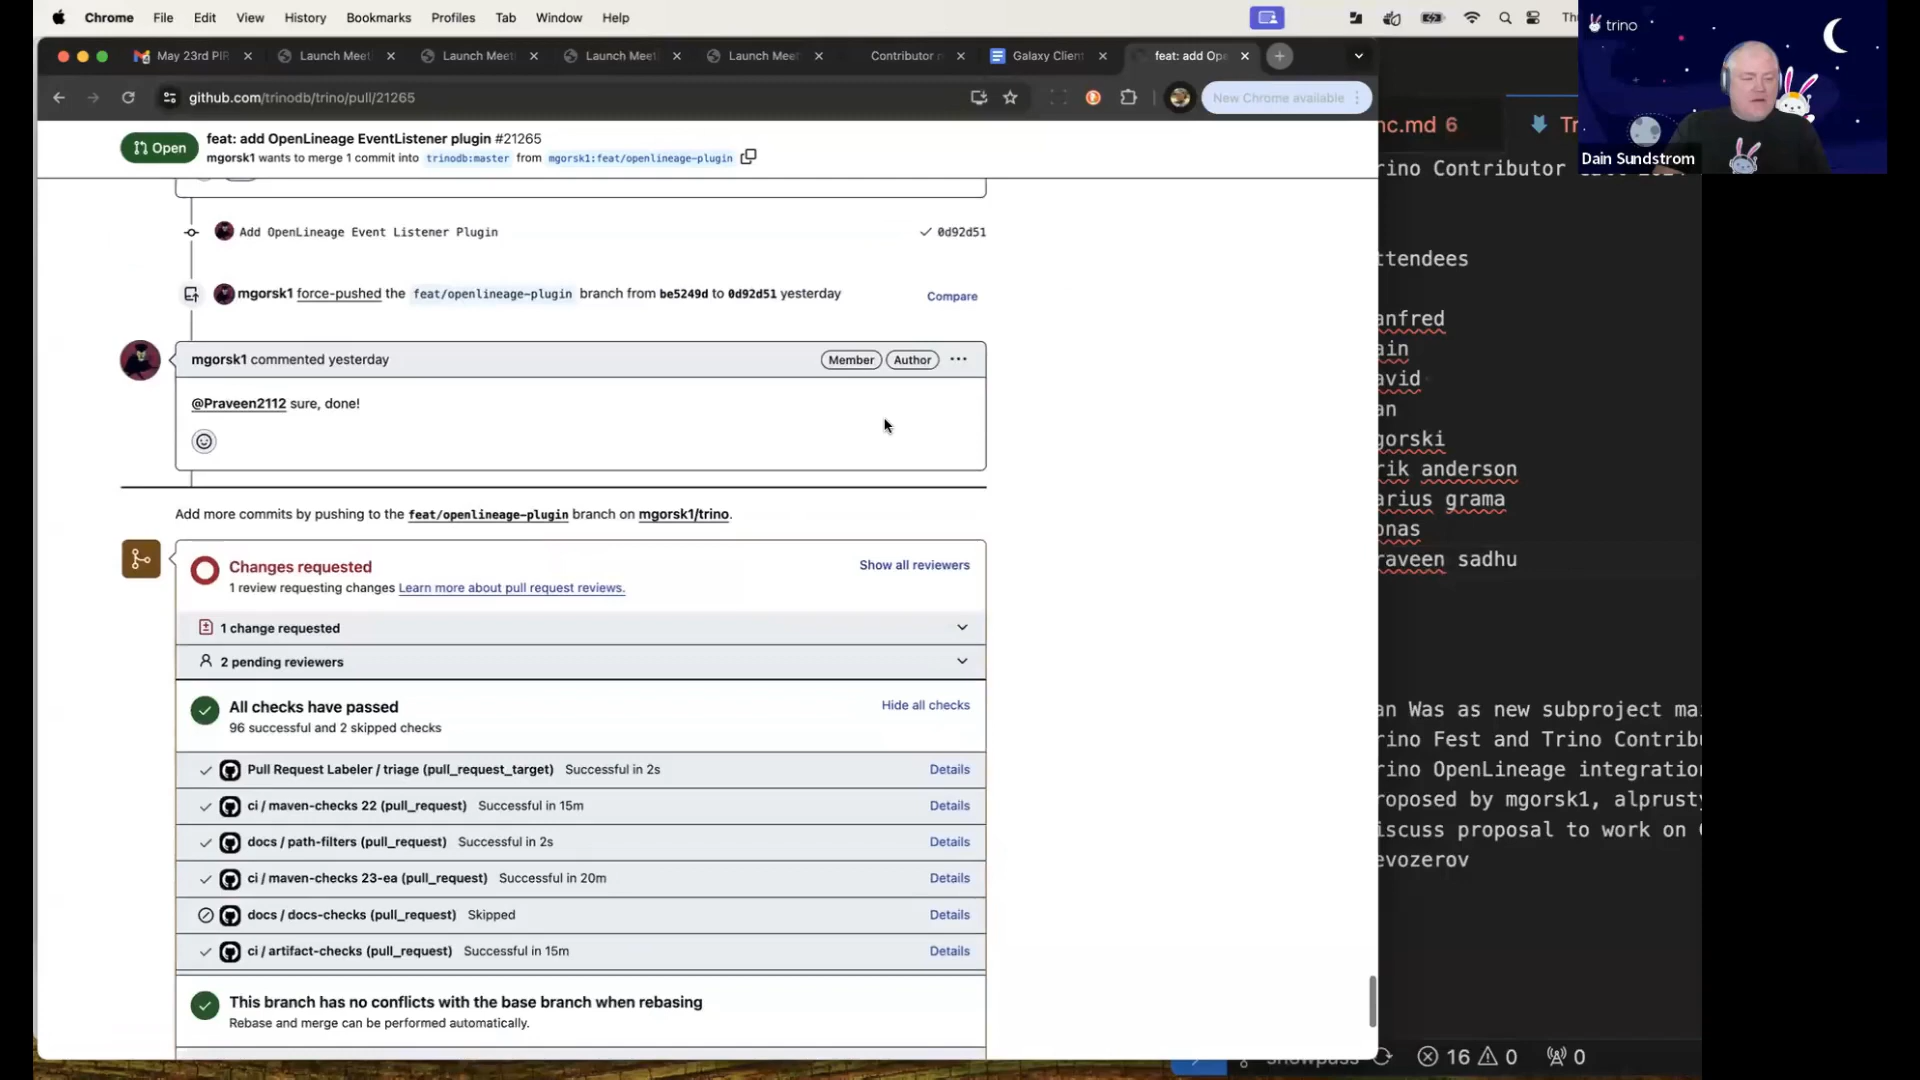 Chrome File Edit View History Bookmarks Profiles Tab Window Help
May 23rd PIR
Launch Meeti
Launch Meeti
Launch Meeti
Launch Meeti
Contributor
Galaxy Client
feat: add Ope
github.com/trinodb/trino/pull/21265
New Chrome available
Open
feat: add OpenLineage EventListener plugin #21265
mgorsk1 wants to merge 1 commit into trinodb:master from mgorsk1:feat/openlineage-plugin
Add OpenLineage Event Listener Plugin 0d92d51
mgorsk1 force-pushed the feat/openlineage-plugin branch from be5249d to 0d92d51 yesterday
Compare
mgorsk1 commented yesterday
Member Author
@Praveen2112 sure, done!
Add more commits by pushing to the feat/openlineage-plugin branch on mgorsk1/trino.
Changes requested
Show all reviewers
1 review requesting changes Learn more about pull request reviews.
1 change requested
2 pending reviewers
All checks have passed
Hide all checks
96 successful and 2 skipped checks
Pull Request Labeler / triage (pull_request_target) Successful in 2s Details
ci / maven-checks 22 (pull_request) Successful in 15m Details
docs / path-filters (pull_request) Successful in 2s Details
ci / maven-checks 23-ea (pull_request) Successful in 20m Details
docs / docs-checks (pull_request) Skipped Details
ci / artifact-checks (pull_request) Successful in 15m Details
This branch has no conflicts with the base branch when rebasing
Rebase and merge can be performed automatically.
trino
Dain Sundstrom
nc.md 6
rino Contributor
ttendees
anfred
ain
avid
an
gorski
rik anderson
arius grama
onas
raveen sadhu
an Was as new subproject mai
rino Fest and Trino Contribu
rino OpenLineage integration
roposed by mgorsk1, alprusty
iscuss proposal to work on
evozerov
16 0 0